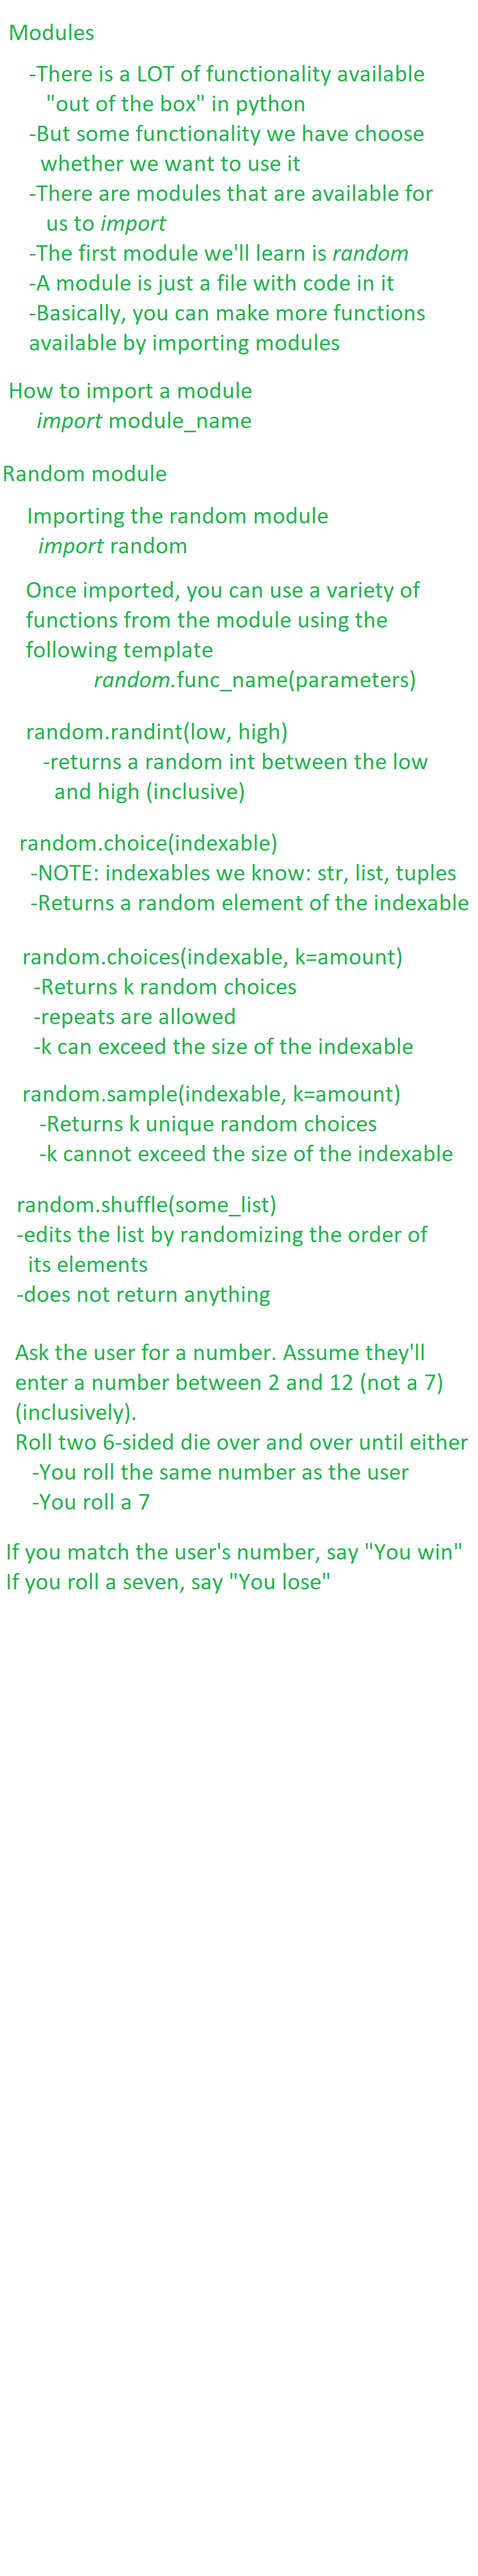 Modules
-There is a LOT of functionality available
"out of the box" in python
-But some functionality we have choose
whether we want to use it
-There are modules that are available for
us to import
-The first module we'll learn is random
-A module is just a file with code in it
-Basically, you can make more functions
available by importing modules
How to import a module
import module_name
Random module
Importing the random module
import random
Once imported, you can use a variety of
functions from the module using the
following template
random.func_name(parameters)
random.randint(low, high)
-returns a random int between the low
and high (inclusive)
random.choice(indexable)
-NOTE: indexables we know: str, list, tuples
-Returns a random element of the indexable
random.choices(indexable, k=amount)
-Returns k random choices
-repeats are allowed
-k can exceed the size of the indexable
random.sample(indexable, k=amount)
-Returns k unique random choices
-k cannot exceed the size of the indexable
random.shuffle(some_list)
-edits the list by randomizing the order of
its elements
-does not return anything
Ask the user for a number. Assume they'll
enter a number between 2 and 12 (not a 7)
(inclusively).
Roll two 6-sided die over and over until either
-You roll the same number as the user
-You roll a 7
If you match the user's number, say "You win"
If you roll a seven, say "You lose"